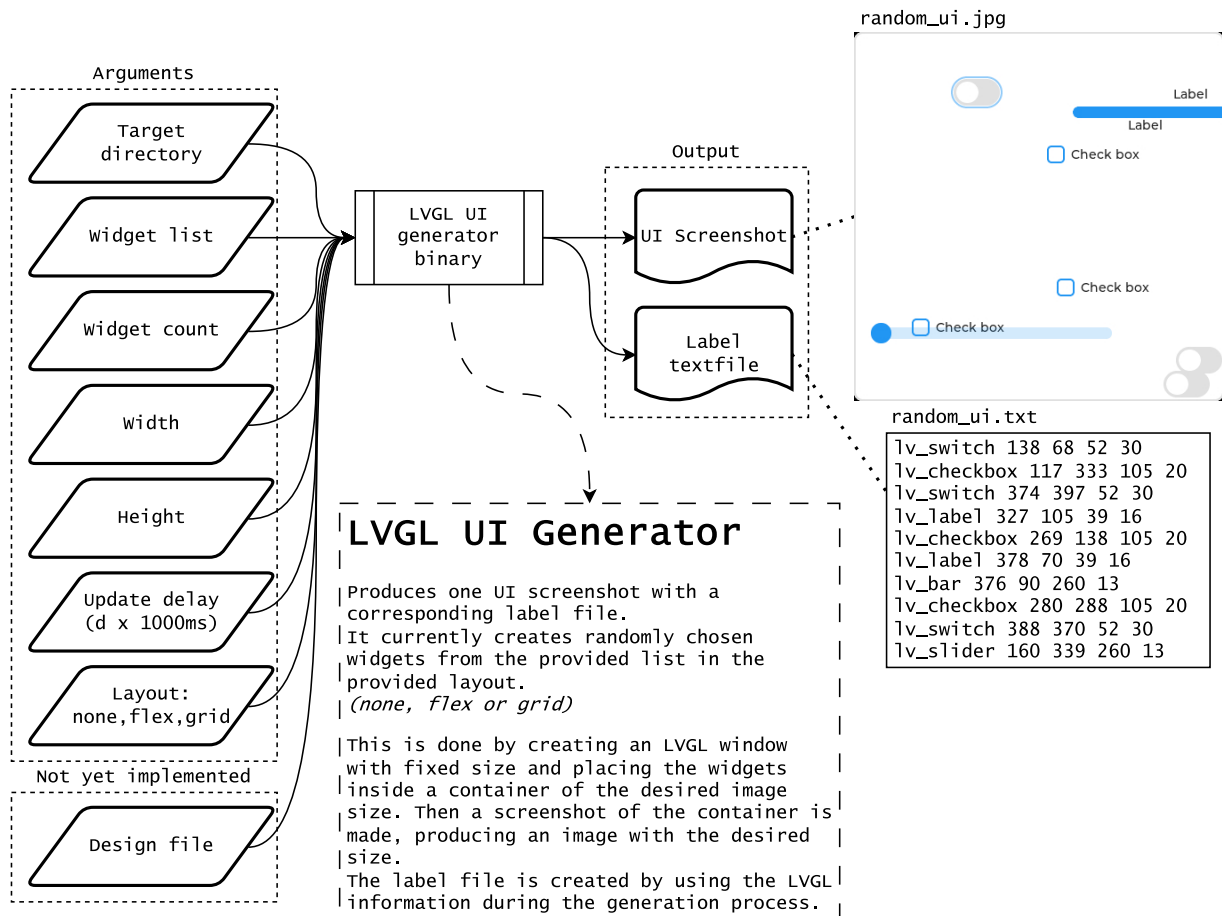 random_ui.jpg
Arguments
Target
directory
Widget list
Widget count
Width
Height
Update delay
(d x 1000ms)
Layout:
none,flex,grid
Not yet implemented
Design file
LVGL UI
generator
binary
Output
UI Screenshot
Label
textfile
Label
Label
Check box
Check box
Check box
random_ui.txt
lv_switch 138 68 52 30
lv_checkbox 117 333 105 20
lv_switch 374 397 52 30
lv_label 327 105 39 16
lv_checkbox 269 138 105 20
lv_label 378 70 39 16
lv_bar 376 90 260 13
lv_checkbox 280 288 105 20
lv_switch 388 370 52 30
lv_slider 160 339 260 13
LVGL UI Generator
Produces one UI screenshot with a
corresponding label file.
It currently creates randomly chosen
widgets from the provided list in the
provided layout.
(none, flex or grid)
This is done by creating an LVGL window
with fixed size and placing the widgets
inside a container of the desired image
size. Then a screenshot of the container is
made, producing an image with the desired
size.
The label file is created by using the LVGL
information during the generation process.